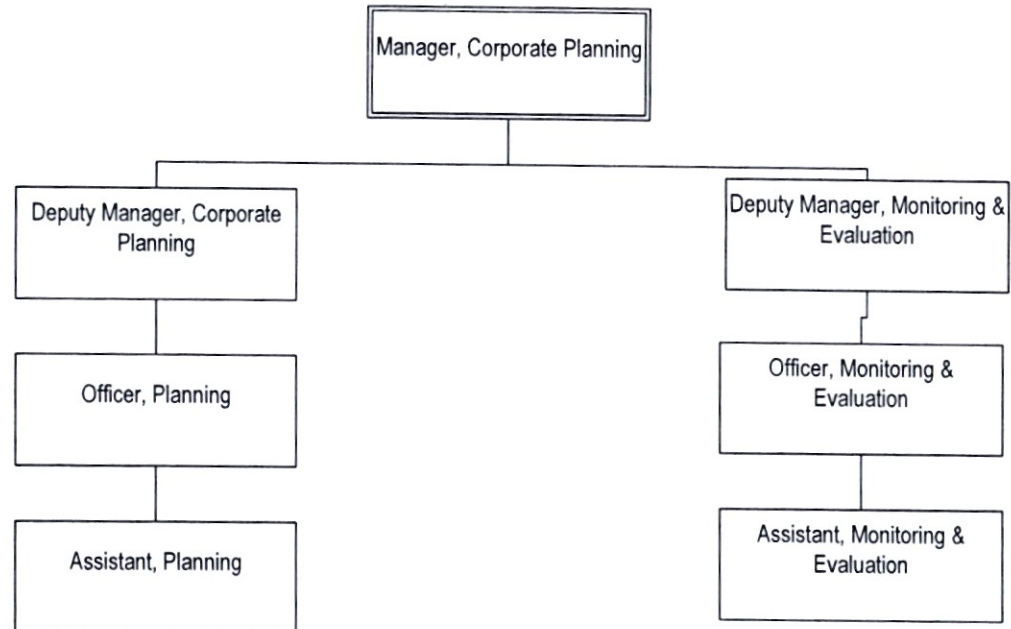 Manager, Corporate Planning
Deputy Manager, Corporate
Planning
Deputy Manager, Monitoring &
Evaluation
Officer, Planning
Officer, Monitoring &
Evaluation
Assistant, Planning
Assistant, Monitoring &
Evaluation